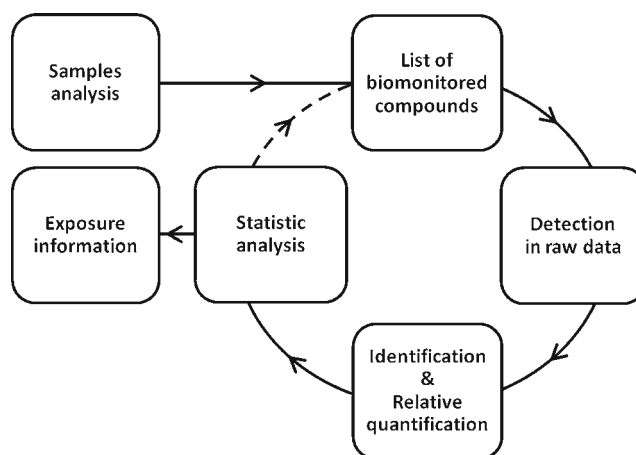 Samples
analysis
List of
biomonitored
compounds
Exposure
information
Statistic
analysis
Detection
in raw data
Identification
&
Relative
quantification